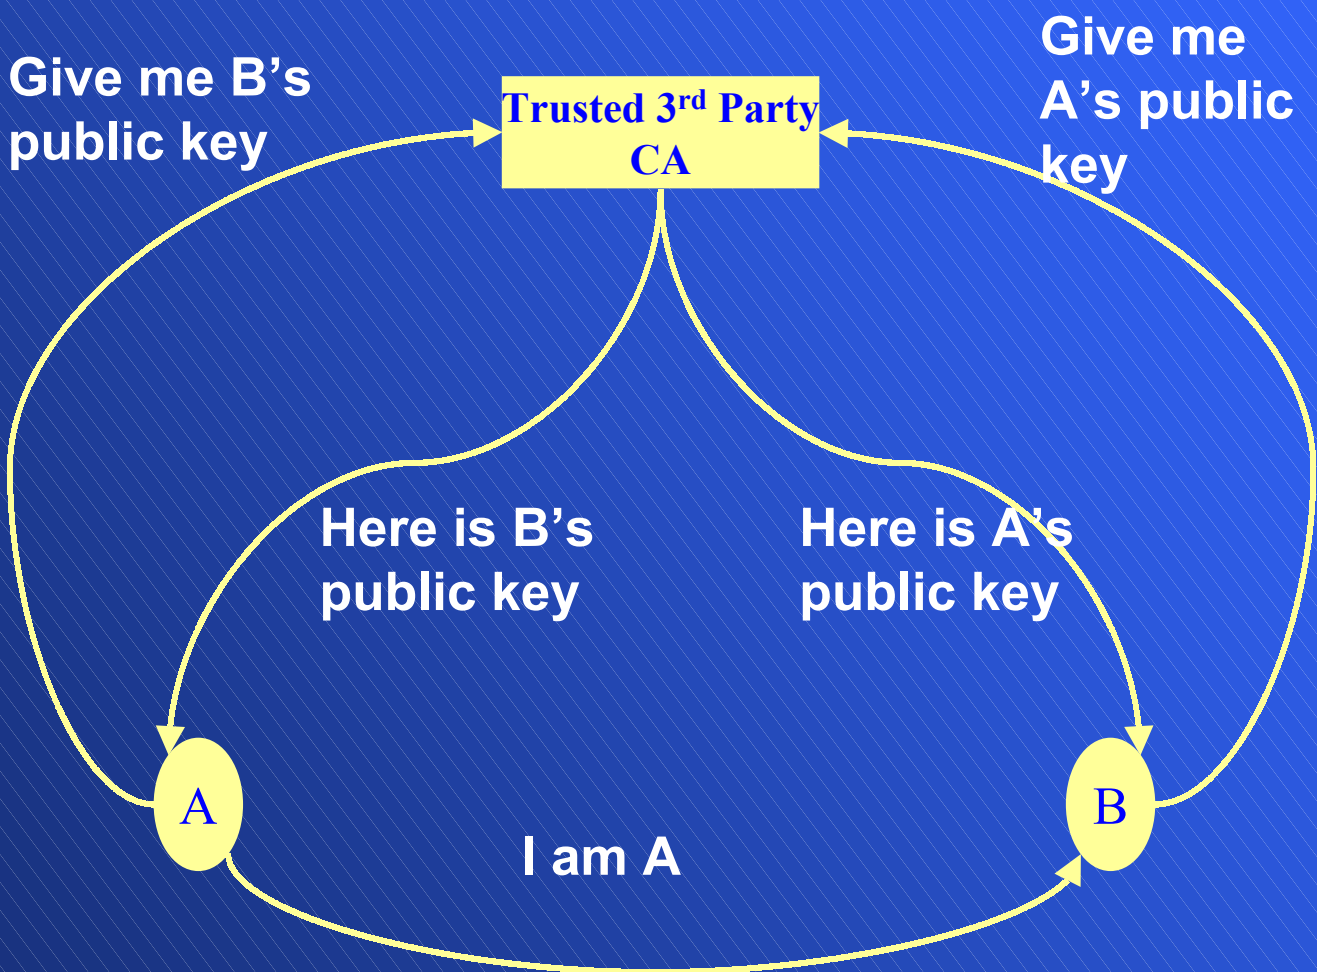 Give me B’s
public key
Trusted 3rd Party
CA
Give me
A’s public
key
Here is B’s
public key
Here is A’s
public key
A
B
I am A